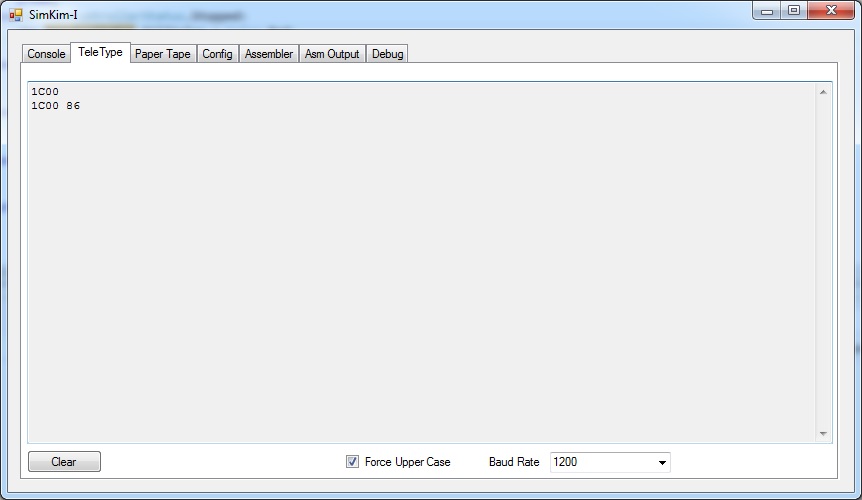 SimKim-I
Console TeleType Paper Tape Config Assembler Asm Output Debug
1C00
1C00 86
Clear Force Upper Case Baud Rate 1200